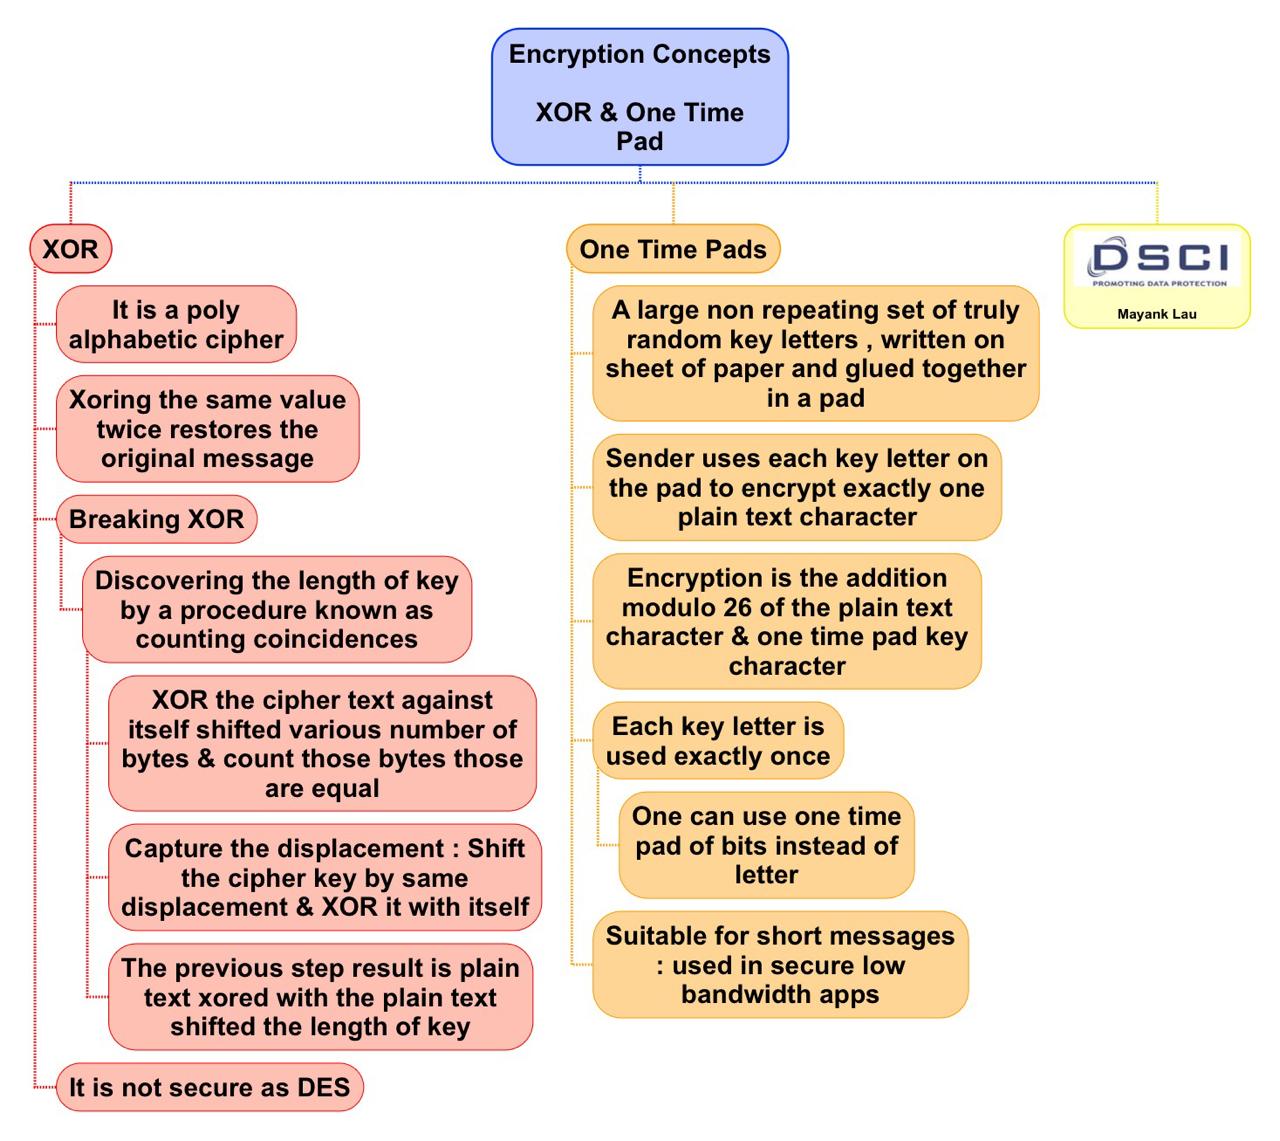 Encryption Concepts
XOR & One Time
Pad
XOR
It is a poly
alphabetic cipher
Xoring the same value
twice restores the
original message
Breaking XOR
Discovering the length of key
by a procedure known as
counting coincidences
XOR the cipher text against
itself shifted various number of
bytes & count those bytes those
are equal
Capture the displacement : Shift
the cipher key by same
displacement & XOR it with itself
The previous step result is plain
text xored with the plain text
shifted the length of key
It is not secure as DES
One Time Pads
A large non repeating set of truly
random key letters , written on
sheet of paper and glued together
in a pad
Sender uses each key letter on
the pad to encrypt exactly one
plain text character
Encryption is the addition
modulo 26 of the plain text
character & one time pad key
character
Each key letter is
used exactly once
One can use one time
pad of bits instead of
letter
Suitable for short messages
: used in secure low
bandwidth apps
DSCI
PROMOTING DATA PROTECTION
Mayank Lau